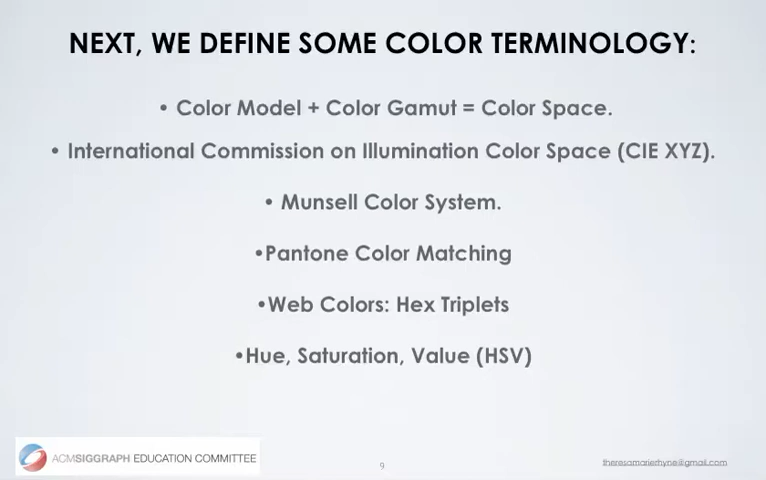 NEXT, WE DEFINE SOME COLOR TERMINOLOGY:
• Color Model + Color Gamut = Color Space.
• International Commission on Illumination Color Space (CIE XYZ).
• Munsell Color System.
•Pantone Color Matching
•Web Colors: Hex Triplets
•Hue, Saturation, Value (HSV)
ACMSIGGRAPH EDUCATION COMMITTEE
9
theresamarierhyne@gmail.com